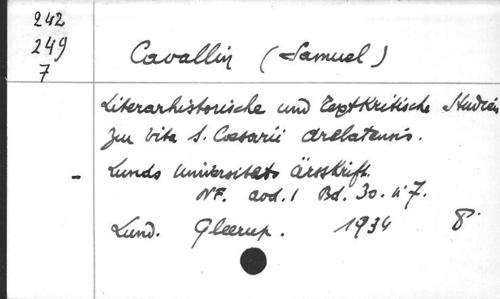 242
249
7
Cavallin (Samuel)
Literarhistorische und Textkritische Studien
zur Vita S. Caesarii Arelatensis.
- Lunds Universitets Årsskrift.
NF. avd. 1 Bd. 30. n° 7.
Lund. Gleerup. 1934 8°.